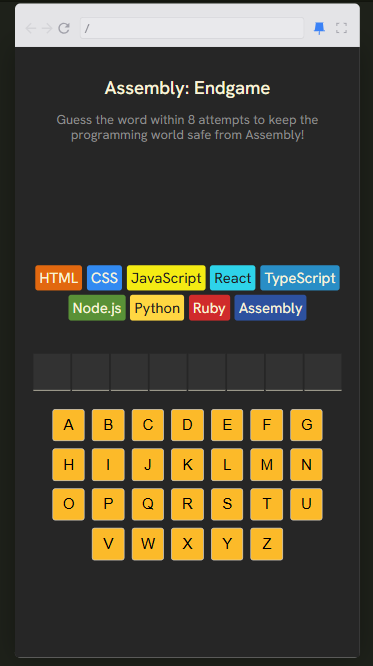 /
Assembly: Endgame
Guess the word within 8 attempts to keep the
programming world safe from Assembly!
HTML CSS JavaScript React TypeScript
Node.js Python Ruby Assembly
A B C D E F G
H I J K L M N
O P Q R S T U
V W X Y Z